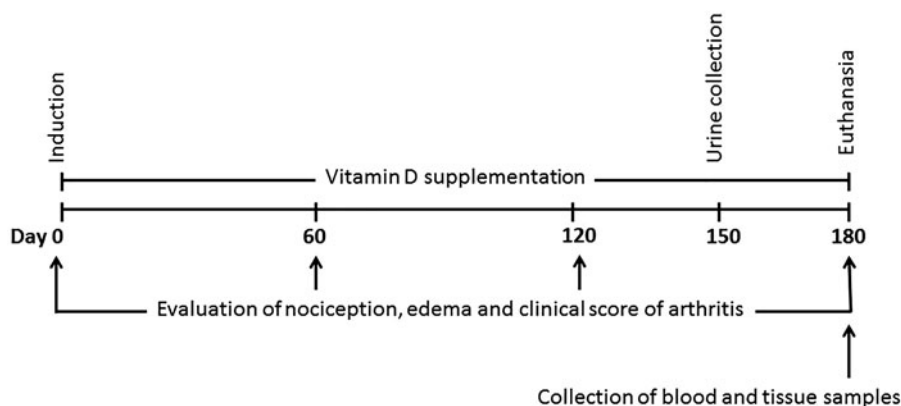 Induction
Urine collection
Euthanasia
Vitamin D supplementation
Day 0 60 120 150 180
Evaluation of nociception, edema and clinical score of arthritis
Collection of blood and tissue samples